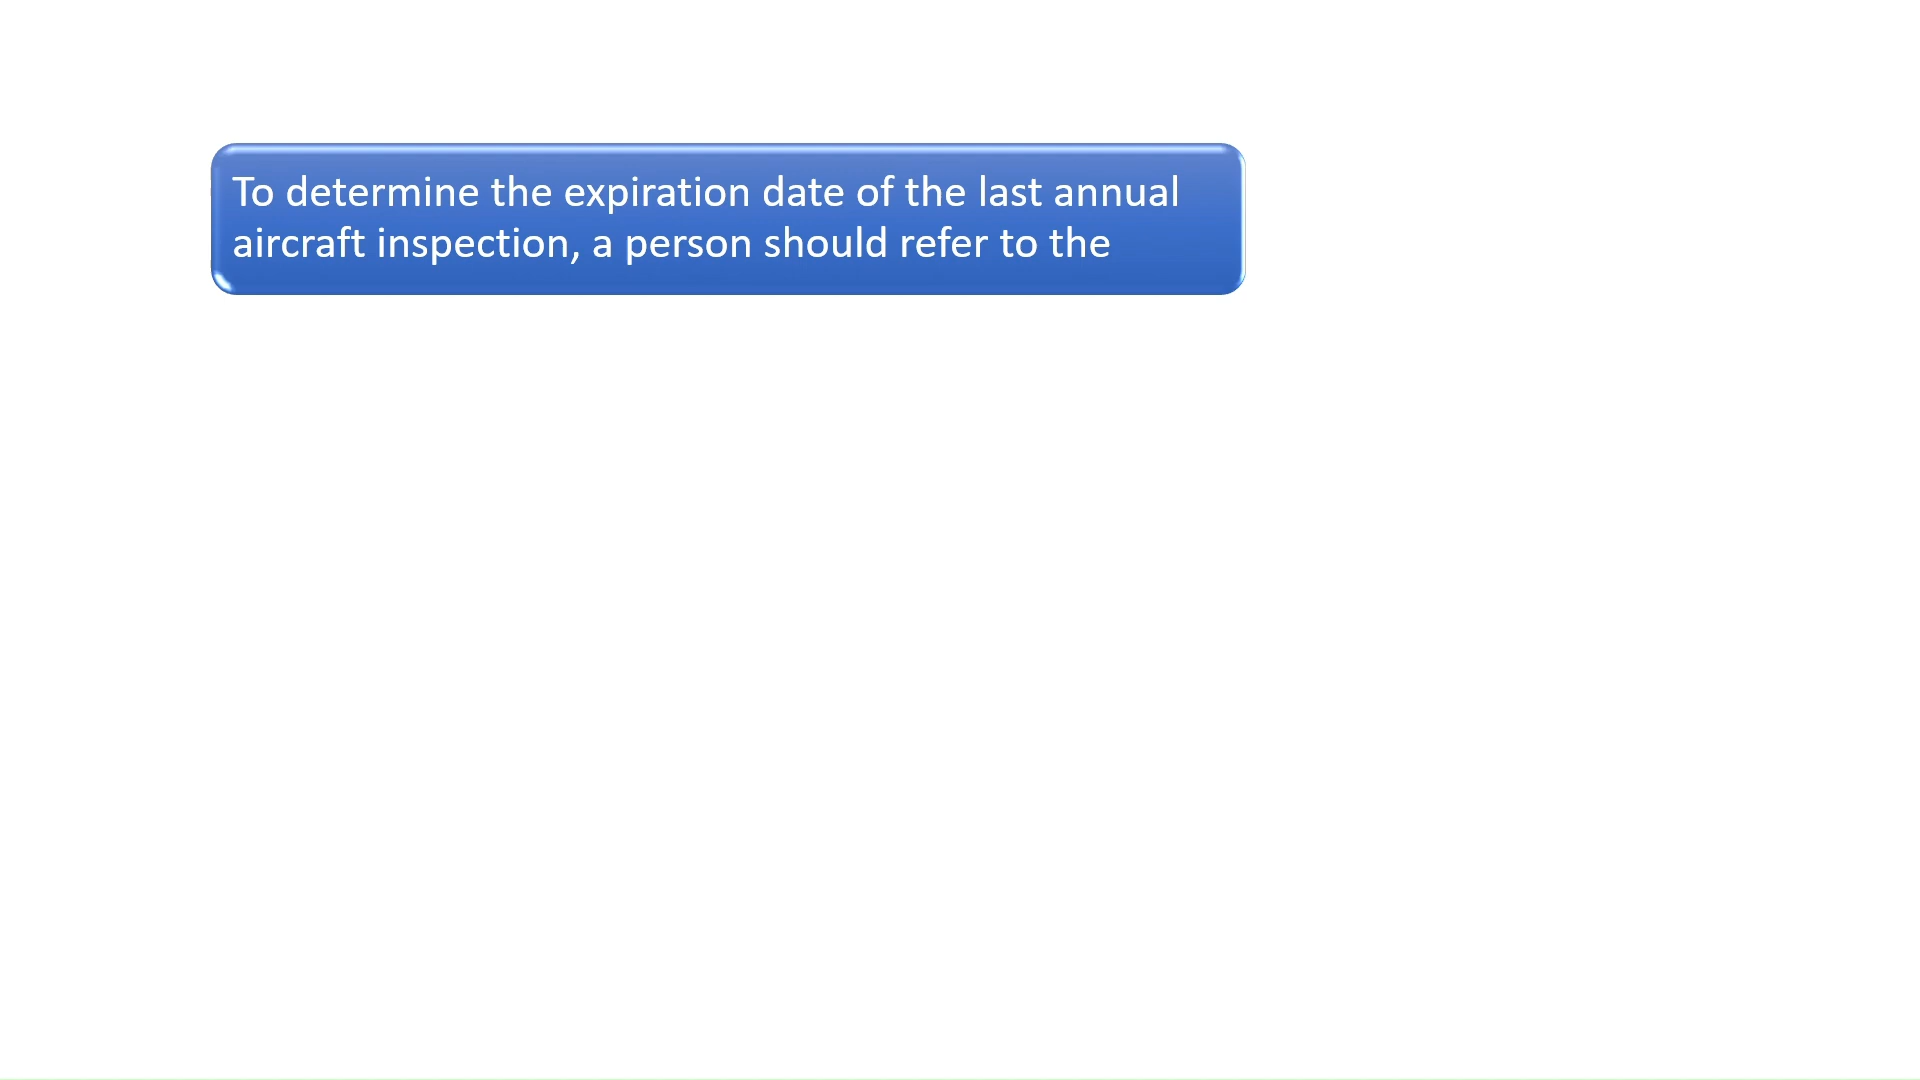 To determine the expiration date of the last annual
aircraft inspection, a person should refer to the